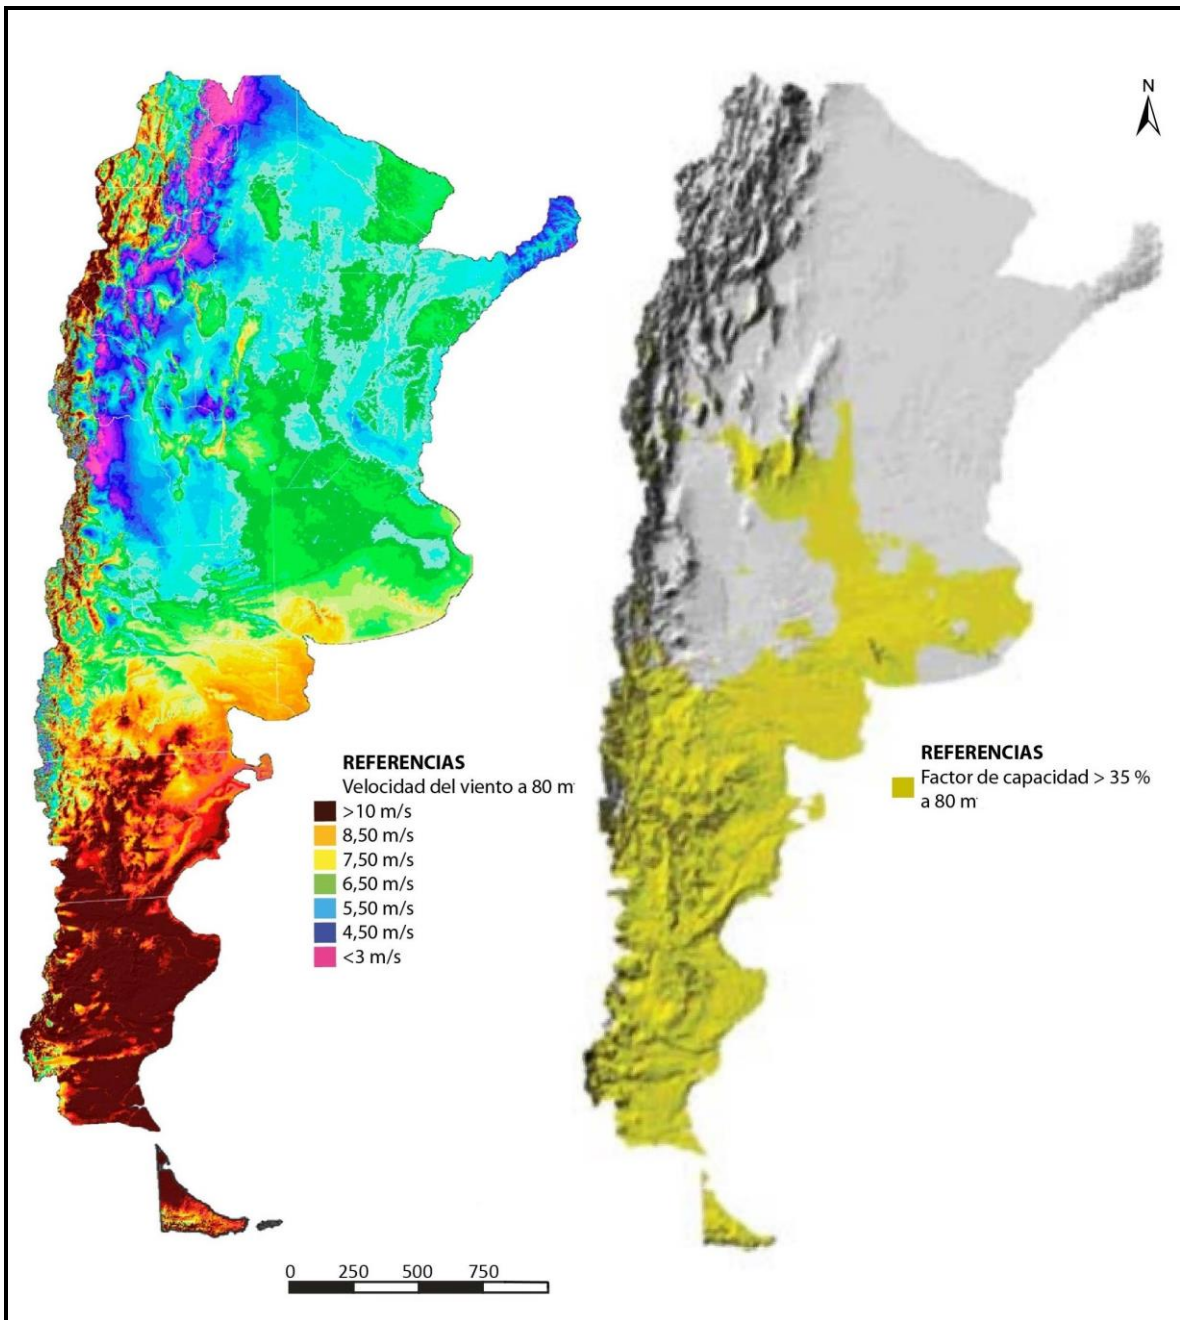 N
REFERENCIAS
Velocidad del viento a 80 m
>10 m/s
8,50 m/s
7,50 m/s
6,50 m/s
5,50 m/s
4,50 m/s
<3 m/s
REFERENCIAS
Factor de capacidad > 35 %
a 80 m
0 250 500 750